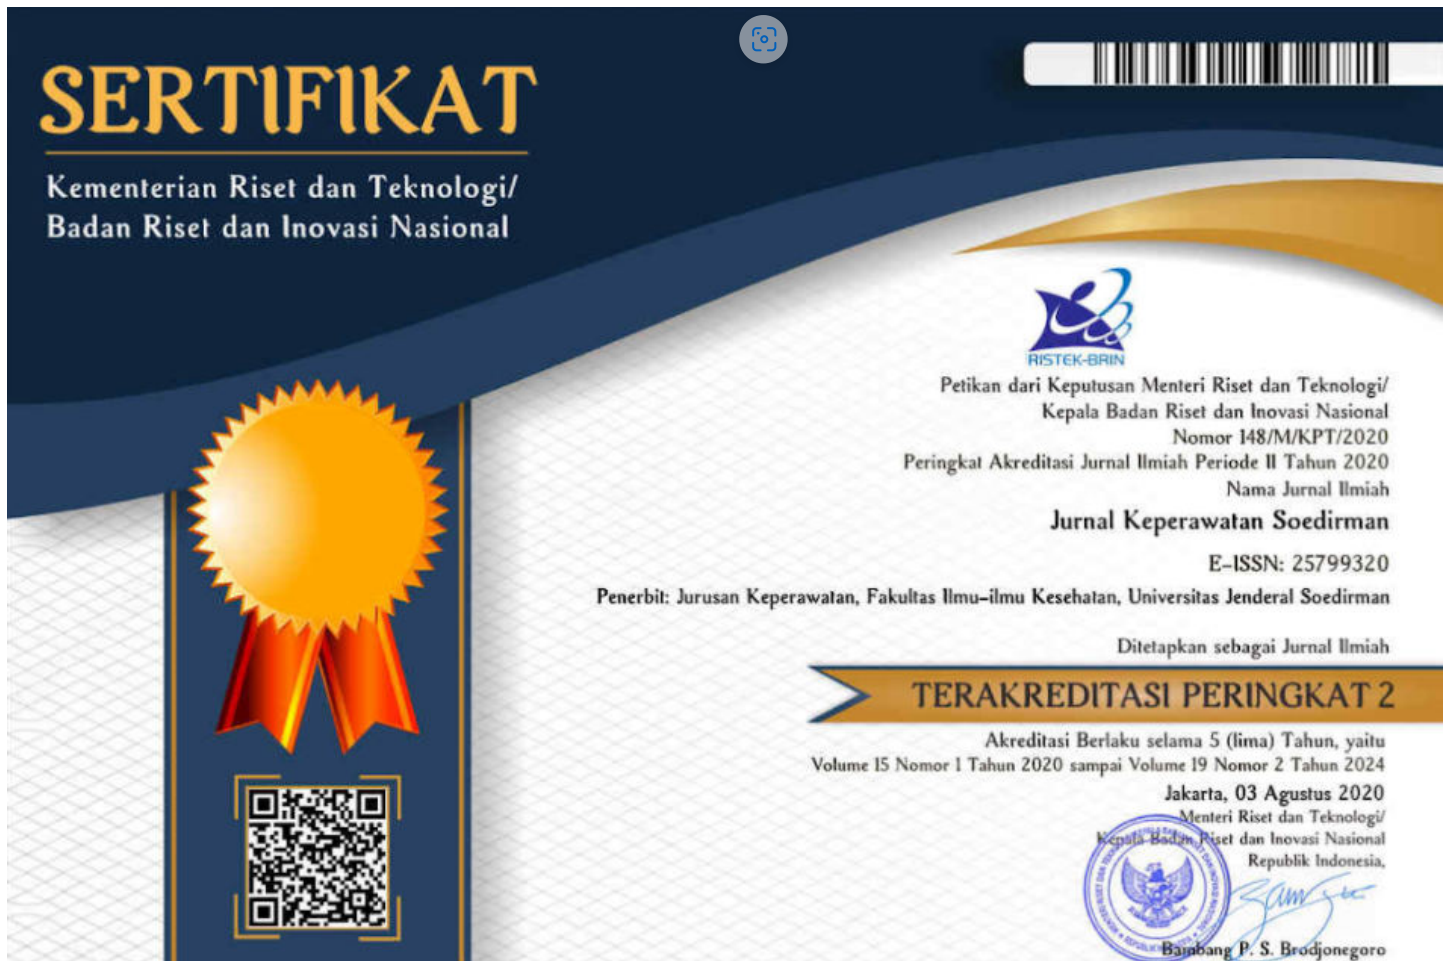 SERTIFIKAT
Kementerian Riset dan Teknologi/
Badan Riset dan Inovasi Nasional
RISTEK-BRIN
Petikan dari Keputusan Menteri Riset dan Teknologi/
Kepala Badan Riset dan Inovasi Nasional
Nomor 148/M/KPT/2020
Peringkat Akreditasi Jurnal Ilmiah Periode II Tahun 2020
Nama Jurnal Ilmiah
Jurnal Keperawatan Soedirman
E-ISSN: 25799320
Penerbit: Jurusan Keperawatan, Fakultas Ilmu-ilmu Kesehatan, Universitas Jenderal Soedirman
Ditetapkan sebagai Jurnal Ilmiah
TERAKREDITASI PERINGKAT 2
Akreditasi Berlaku selama 5 (lima) Tahun, yaitu
Volume 15 Nomor 1 Tahun 2020 sampai Volume 19 Nomor 2 Tahun 2024
Jakarta, 03 Agustus 2020
Menteri Riset dan Teknologi/
Kepala Badan Riset dan Inovasi Nasional
Republik Indonesia,
Bambang P. S. Brodjonegoro